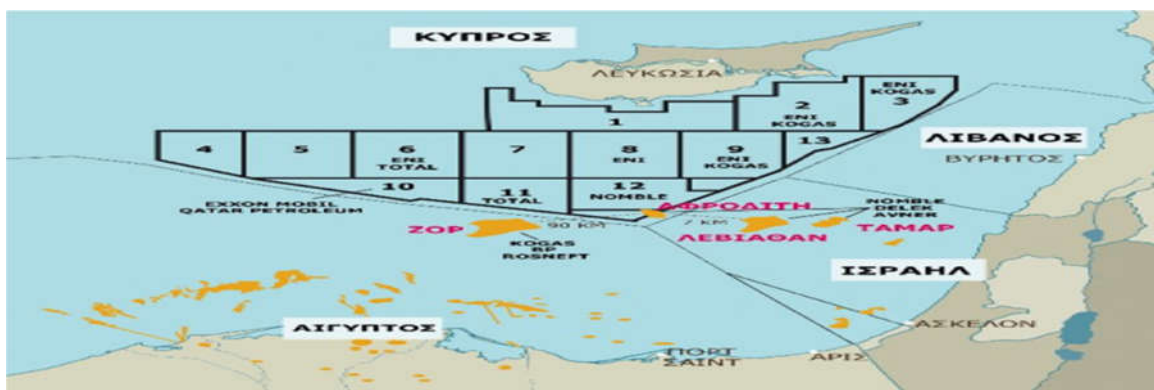 ΚΥΠΡΟΣ
ΛΕΥΚΩΣΙΑ
ENI
KOGAS
3
2
ENI
KOGAS
1
ΛΙΒΑΝΟΣ
ΒΥΡΗΤΟΣ
4
5
6
ENI
TOTAL
7
8
ENI
9
ENI
KOGAS
13
10
EXXON MOBIL
QATAR PETROLEUM
11
TOTAL
12
NOMBLE
ΑΦΡΟΔΙΤΗ
NOMBLE
DELEK
AVNER
ΖΟΡ
90 KM
7 KM
ΛΕΒΙΑΘΑΝ
ΤΑΜΑΡ
KOGAS
BP
ROSNEFT
ΙΣΡΑΗΛ
ΑΙΓΥΠΤΟΣ
ΑΣΚΕΛΟΝ
ΠΟΡΤ
ΣΑΙΝΤ
ΑΡΙΣ